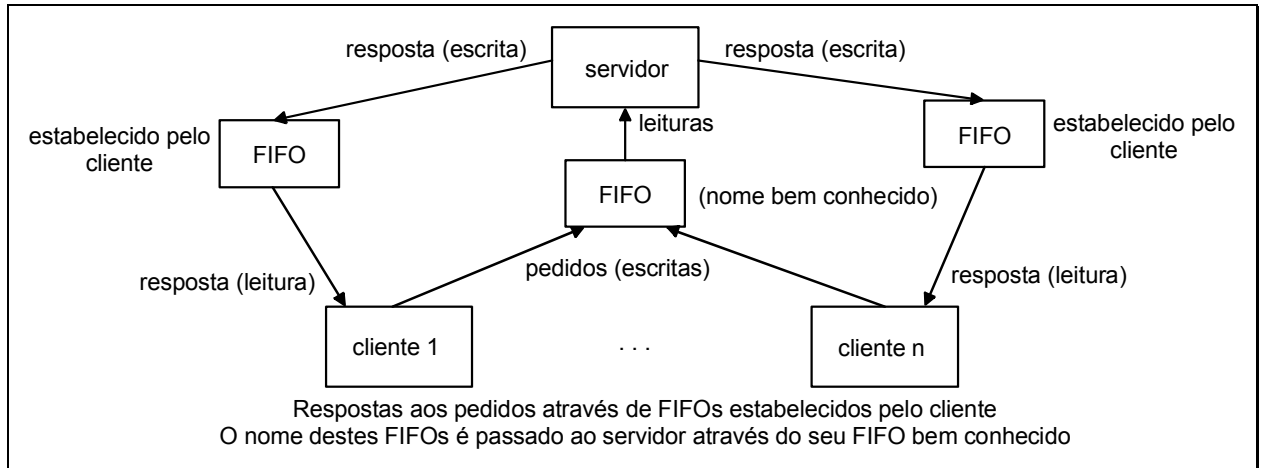 resposta (escrita)
servidor
resposta (escrita)
leituras
estabelecido pelo
cliente
FIFO
FIFO
(nome bem conhecido)
FIFO
estabelecido pelo
cliente
resposta (leitura)
pedidos (escritas)
resposta (leitura)
cliente 1
. . .
cliente n
Respostas aos pedidos através de FIFOs estabelecidos pelo cliente
O nome destes FIFOs é passado ao servidor através do seu FIFO bem conhecido